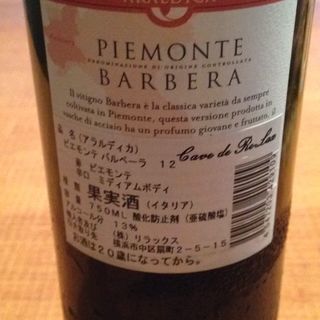 ARALDICA
PIEMONTE
DENOMINAZIONE DI ORIGINE CONTROLLATA
BARBERA
Il vitigno Barbera è la classica varietà da sempre
coltivata in Piemonte, questa versione prodotta in
vasche di acciaio ha un profumo giovane e fruttato, il
品名(アラルディカ)
ピエモンテ バルベーラ 12
Cave de ReLax
ピエモンテ
辛口 ミディアムボディ
果実酒 (イタリア)
750ML 酸化防止剤(亜硫酸塩)
アルコール分 13%
(株)リラックス
横浜市中区扇町2-5-15
お酒は20歳になってから。